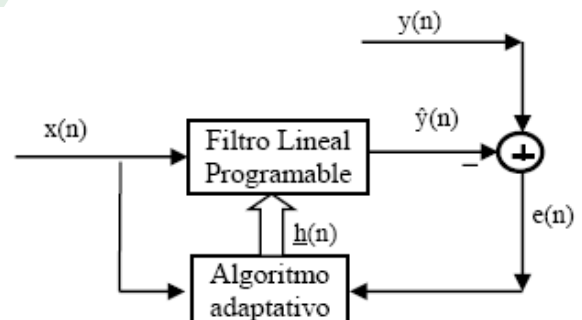 y(n)
x(n)
Filtro Lineal
Programable
ŷ(n)
+
–
h(n)
e(n)
Algoritmo
adaptativo